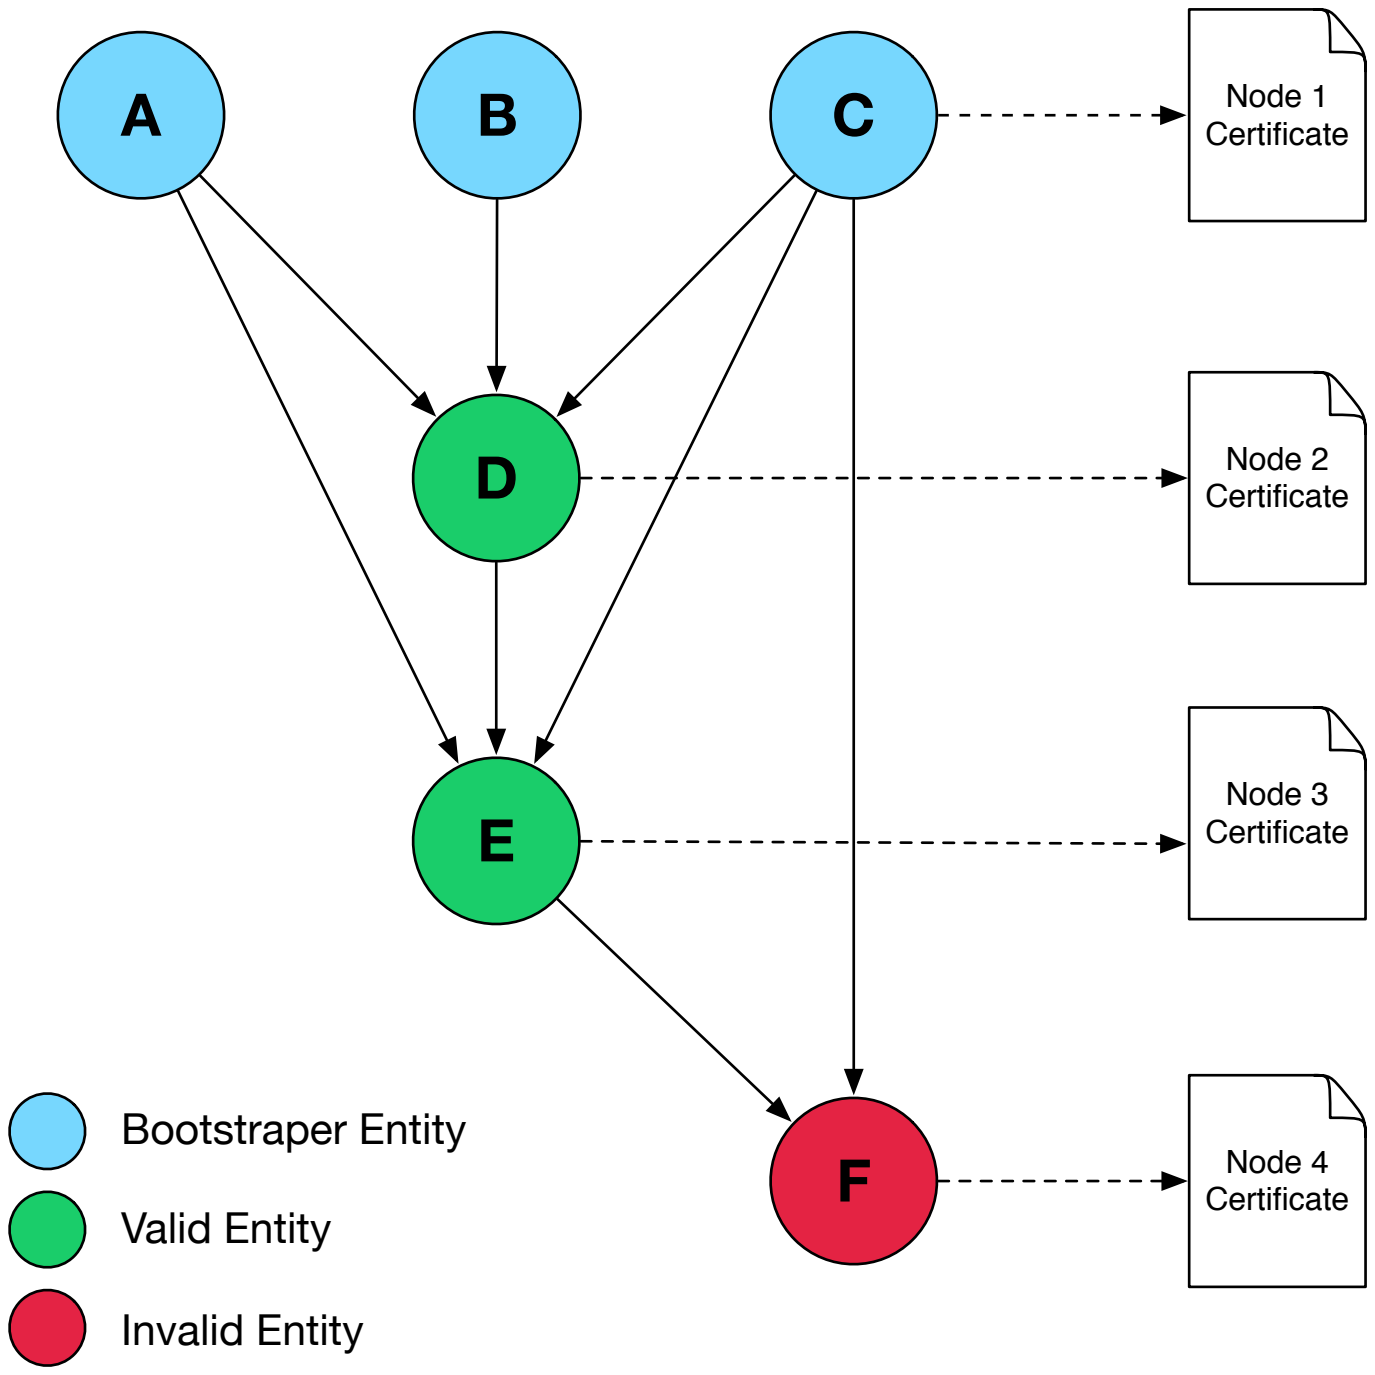 A
B
C
Node 1
Certificate
D
Node 2
Certificate
E
Node 3
Certificate
F
Node 4
Certificate
Bootstraper Entity
Valid Entity
Invalid Entity